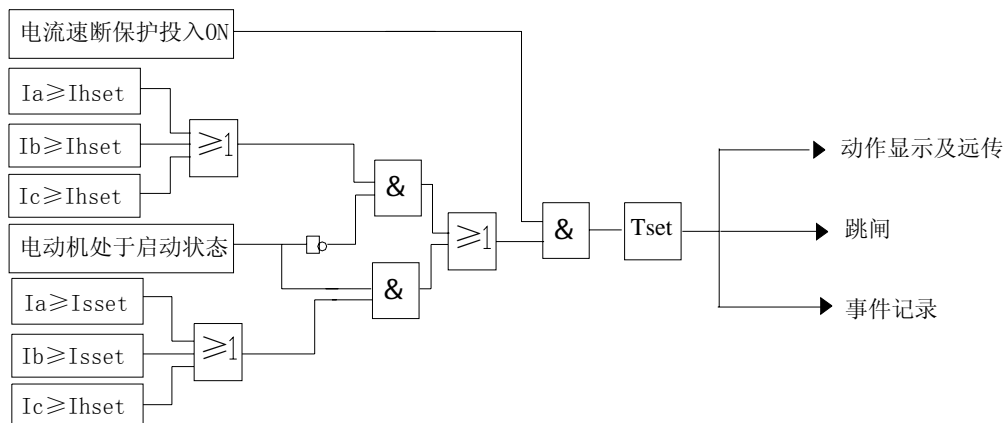 电流速断保护投入ON
Ia≥Ihset
Ib≥Ihset
Ic≥Ihset
≥1
&
电动机处于启动状态
≥1
&
Tset
动作显示及远传
跳闸
事件记录
&
Ia≥Isset
Ib≥Isset
Ic≥Ihset
≥1